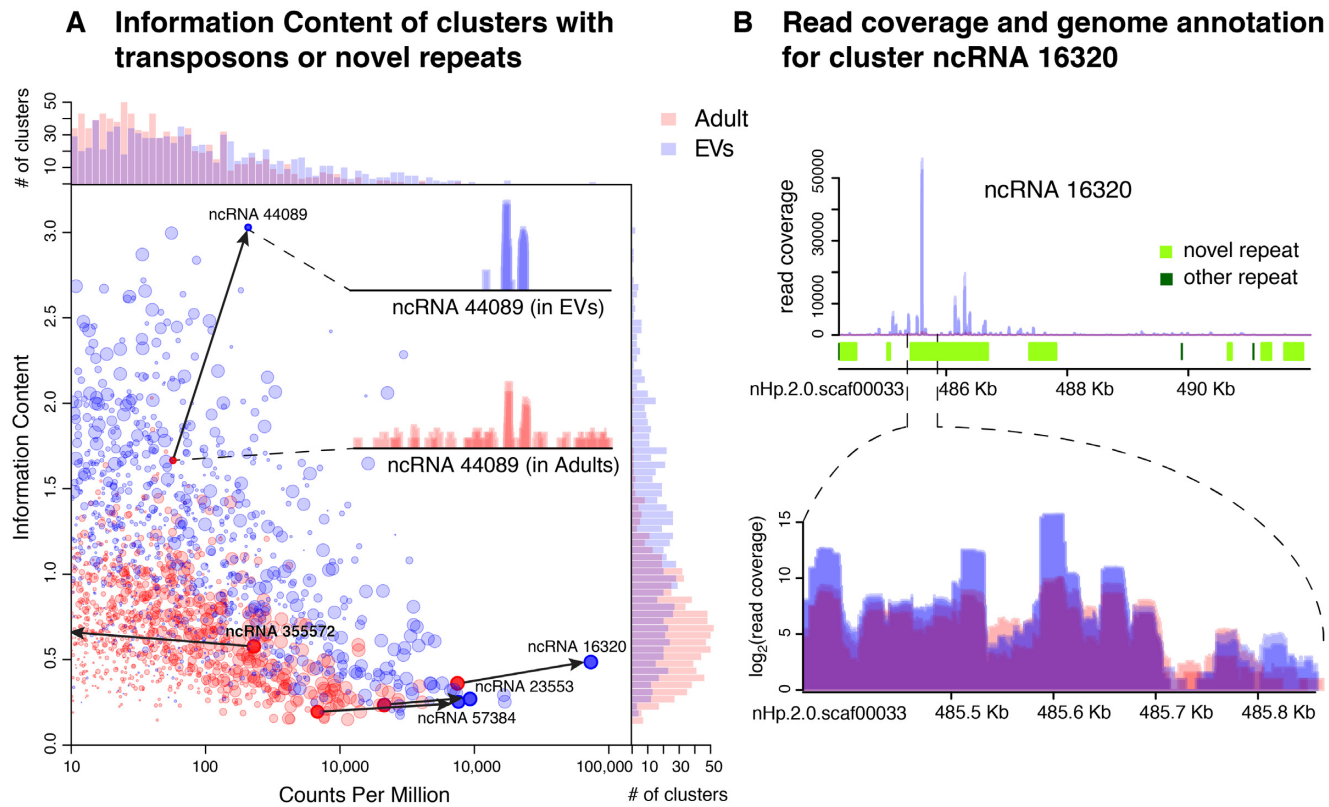 A Information Content of clusters with
transposons or novel repeats
# of clusters
50
30
10
Adult
EVs
Information Content
3.0
2.5
2.0
1.5
1.0
0.5
0.0
ncRNA 44089
ncRNA 44089 (in EVs)
ncRNA 44089 (in Adults)
ncRNA 355572
ncRNA 16320
ncRNA 23553
ncRNA 57384
10 100 10,000 10,000 100,000
Counts Per Million
10 30 50
# of clusters
B Read coverage and genome annotation
for cluster ncRNA 16320
read coverage
50000
30000
10000
0
ncRNA 16320
novel repeat
other repeat
nHp.2.0.scaf00033 486 Kb 488 Kb 490 Kb
log2(read coverage)
15
10
5
0
nHp.2.0.scaf00033 485.5 Kb 485.6 Kb 485.7 Kb 485.8 Kb